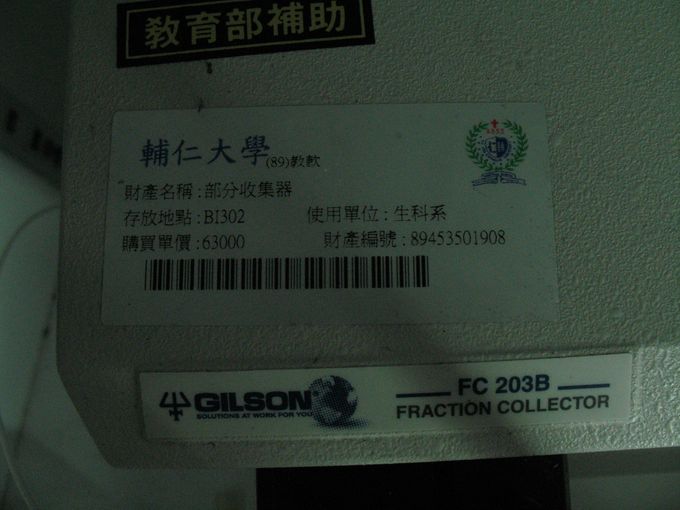 教育部補助
輔仁大學(89)教款
財產名稱:部分收集器
存放地點:BI302 使用單位:生科系
購買單價:63000 財產編號:89453501908
GILSON
SOLUTIONS AT WORK FOR YOU
FC 203B
FRACTION COLLECTOR